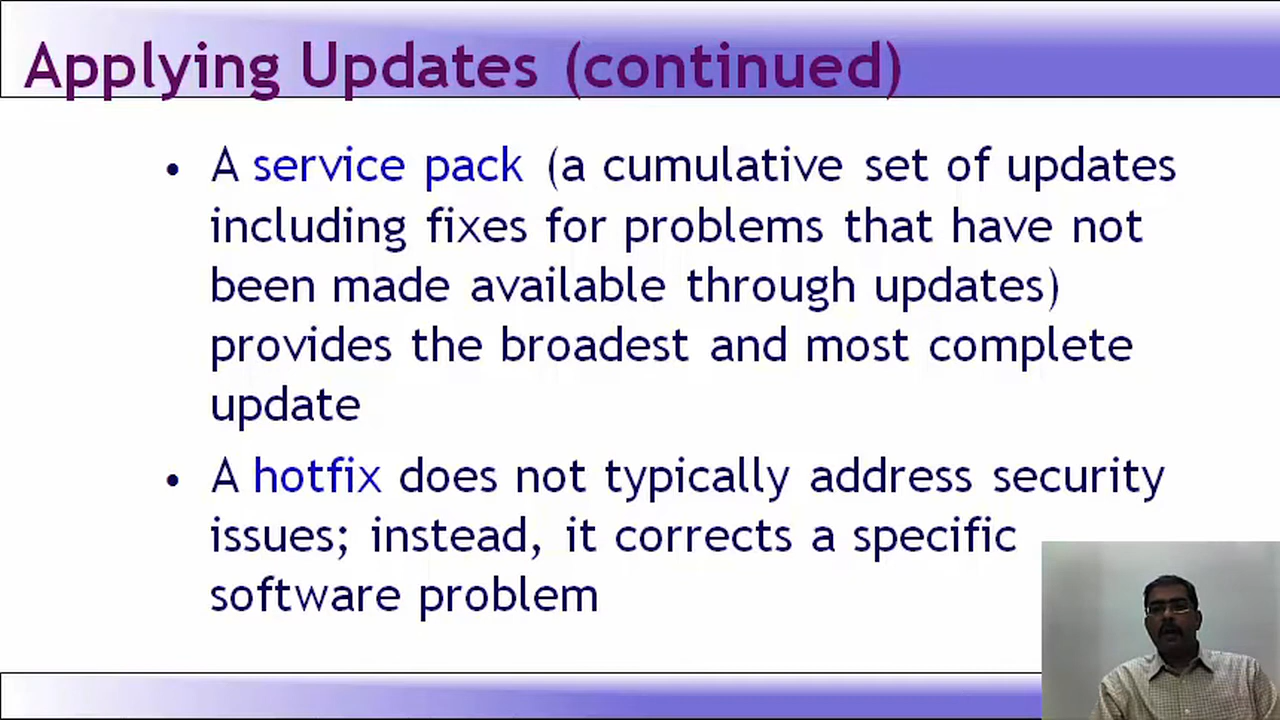 Applying Updates (continued)
• A service pack (a cumulative set of updates
including fixes for problems that have not
been made available through updates)
provides the broadest and most complete
update
• A hotfix does not typically address security
issues; instead, it corrects a specific
software problem